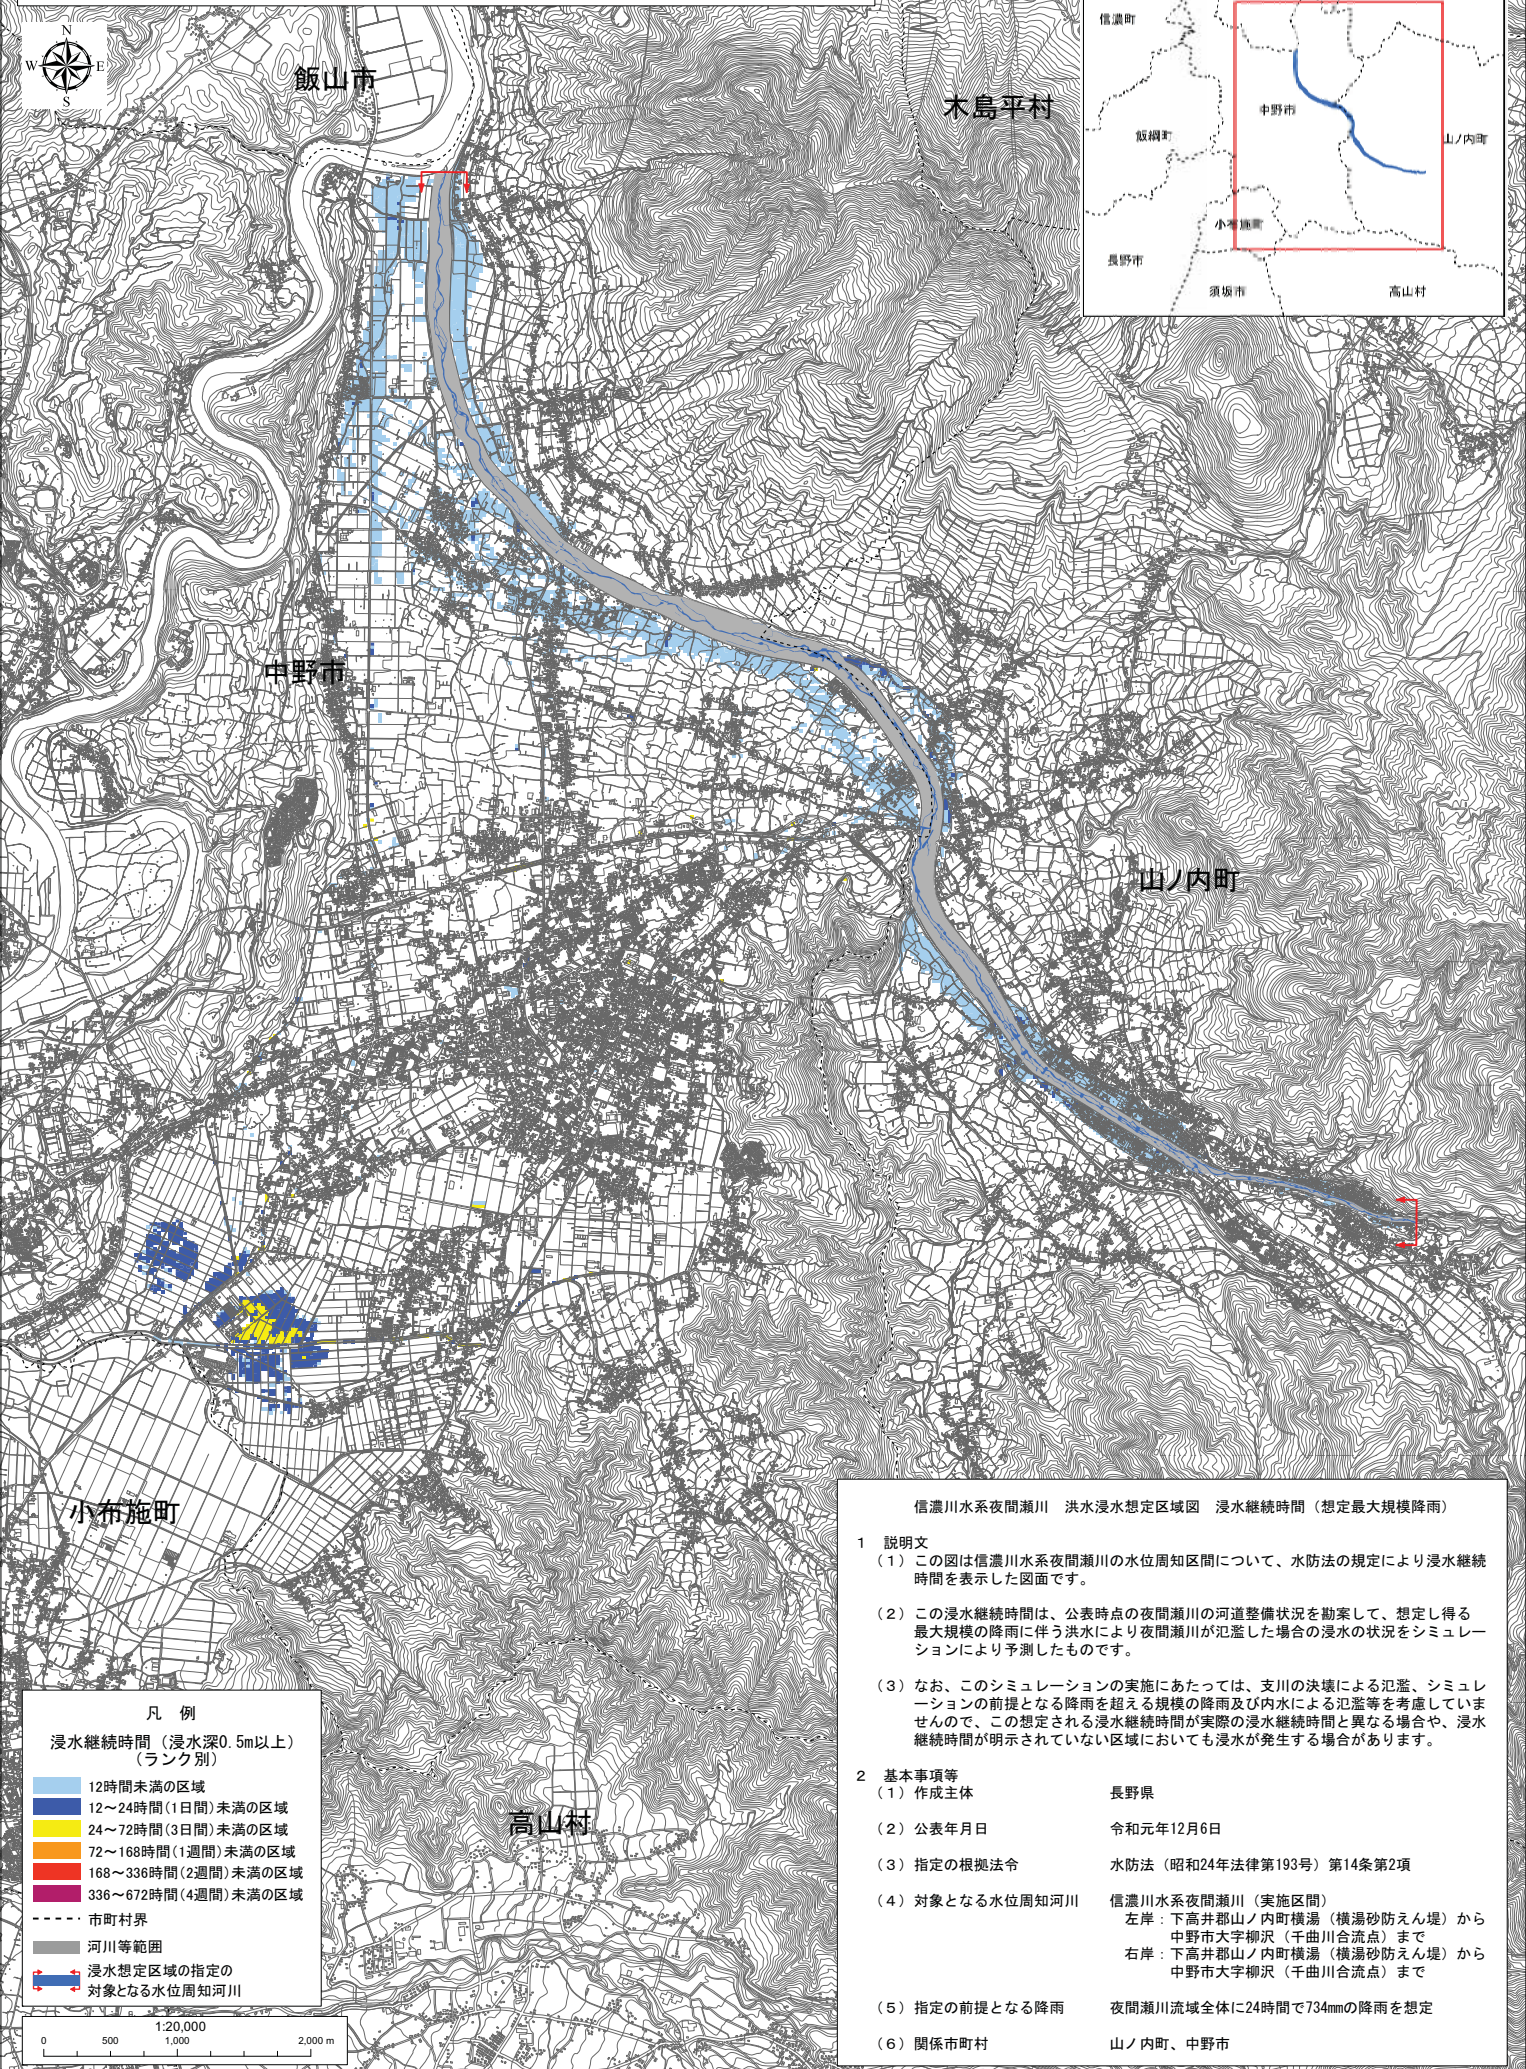 N
W E
S
飯山市
木島平村
中野市
山ノ内町
小布施町
高山村
信濃町
中野市
飯綱町
山ノ内町
小布施町
長野市
須坂市
高山村
信濃川水系夜間瀬川　洪水浸水想定区域図　浸水継続時間（想定最大規模降雨）
1　説明文
（1）この図は信濃川水系夜間瀬川の水位周知区間について、水防法の規定により浸水継続
時間を表示した図面です。
（2）この浸水継続時間は、公表時点の夜間瀬川の河道整備状況を勘案して、想定し得る
最大規模の降雨に伴う洪水により夜間瀬川が氾濫した場合の浸水の状況をシミュレー
ションにより予測したものです。
（3）なお、このシミュレーションの実施にあたっては、支川の決壊による氾濫、シミュレ
ーションの前提となる降雨を超える規模の降雨及び内水による氾濫等を考慮していま
せんので、この想定される浸水継続時間が実際の浸水継続時間と異なる場合や、浸水
継続時間が明示されていない区域においても浸水が発生する場合があります。
2　基本事項等
（1）作成主体　長野県
（2）公表年月日　令和元年12月6日
（3）指定の根拠法令　水防法（昭和24年法律第193号）第14条第2項
（4）対象となる水位周知河川　信濃川水系夜間瀬川（実施区間）
左岸：下高井郡山ノ内町横湯（横湯砂防えん堤）から
中野市大字柳沢（千曲川合流点）まで
右岸：下高井郡山ノ内町横湯（横湯砂防えん堤）から
中野市大字柳沢（千曲川合流点）まで
（5）指定の前提となる降雨　夜間瀬川流域全体に24時間で734mmの降雨を想定
（6）関係市町村　山ノ内町、中野市
凡　例
浸水継続時間（浸水深0.5m以上）
（ランク別）
12時間未満の区域
12～24時間(1日間)未満の区域
24～72時間(3日間)未満の区域
72～168時間(1週間)未満の区域
168～336時間(2週間)未満の区域
336～672時間(4週間)未満の区域
市町村界
河川等範囲
浸水想定区域の指定の
対象となる水位周知河川
1:20,000
0 500 1,000 2,000 m